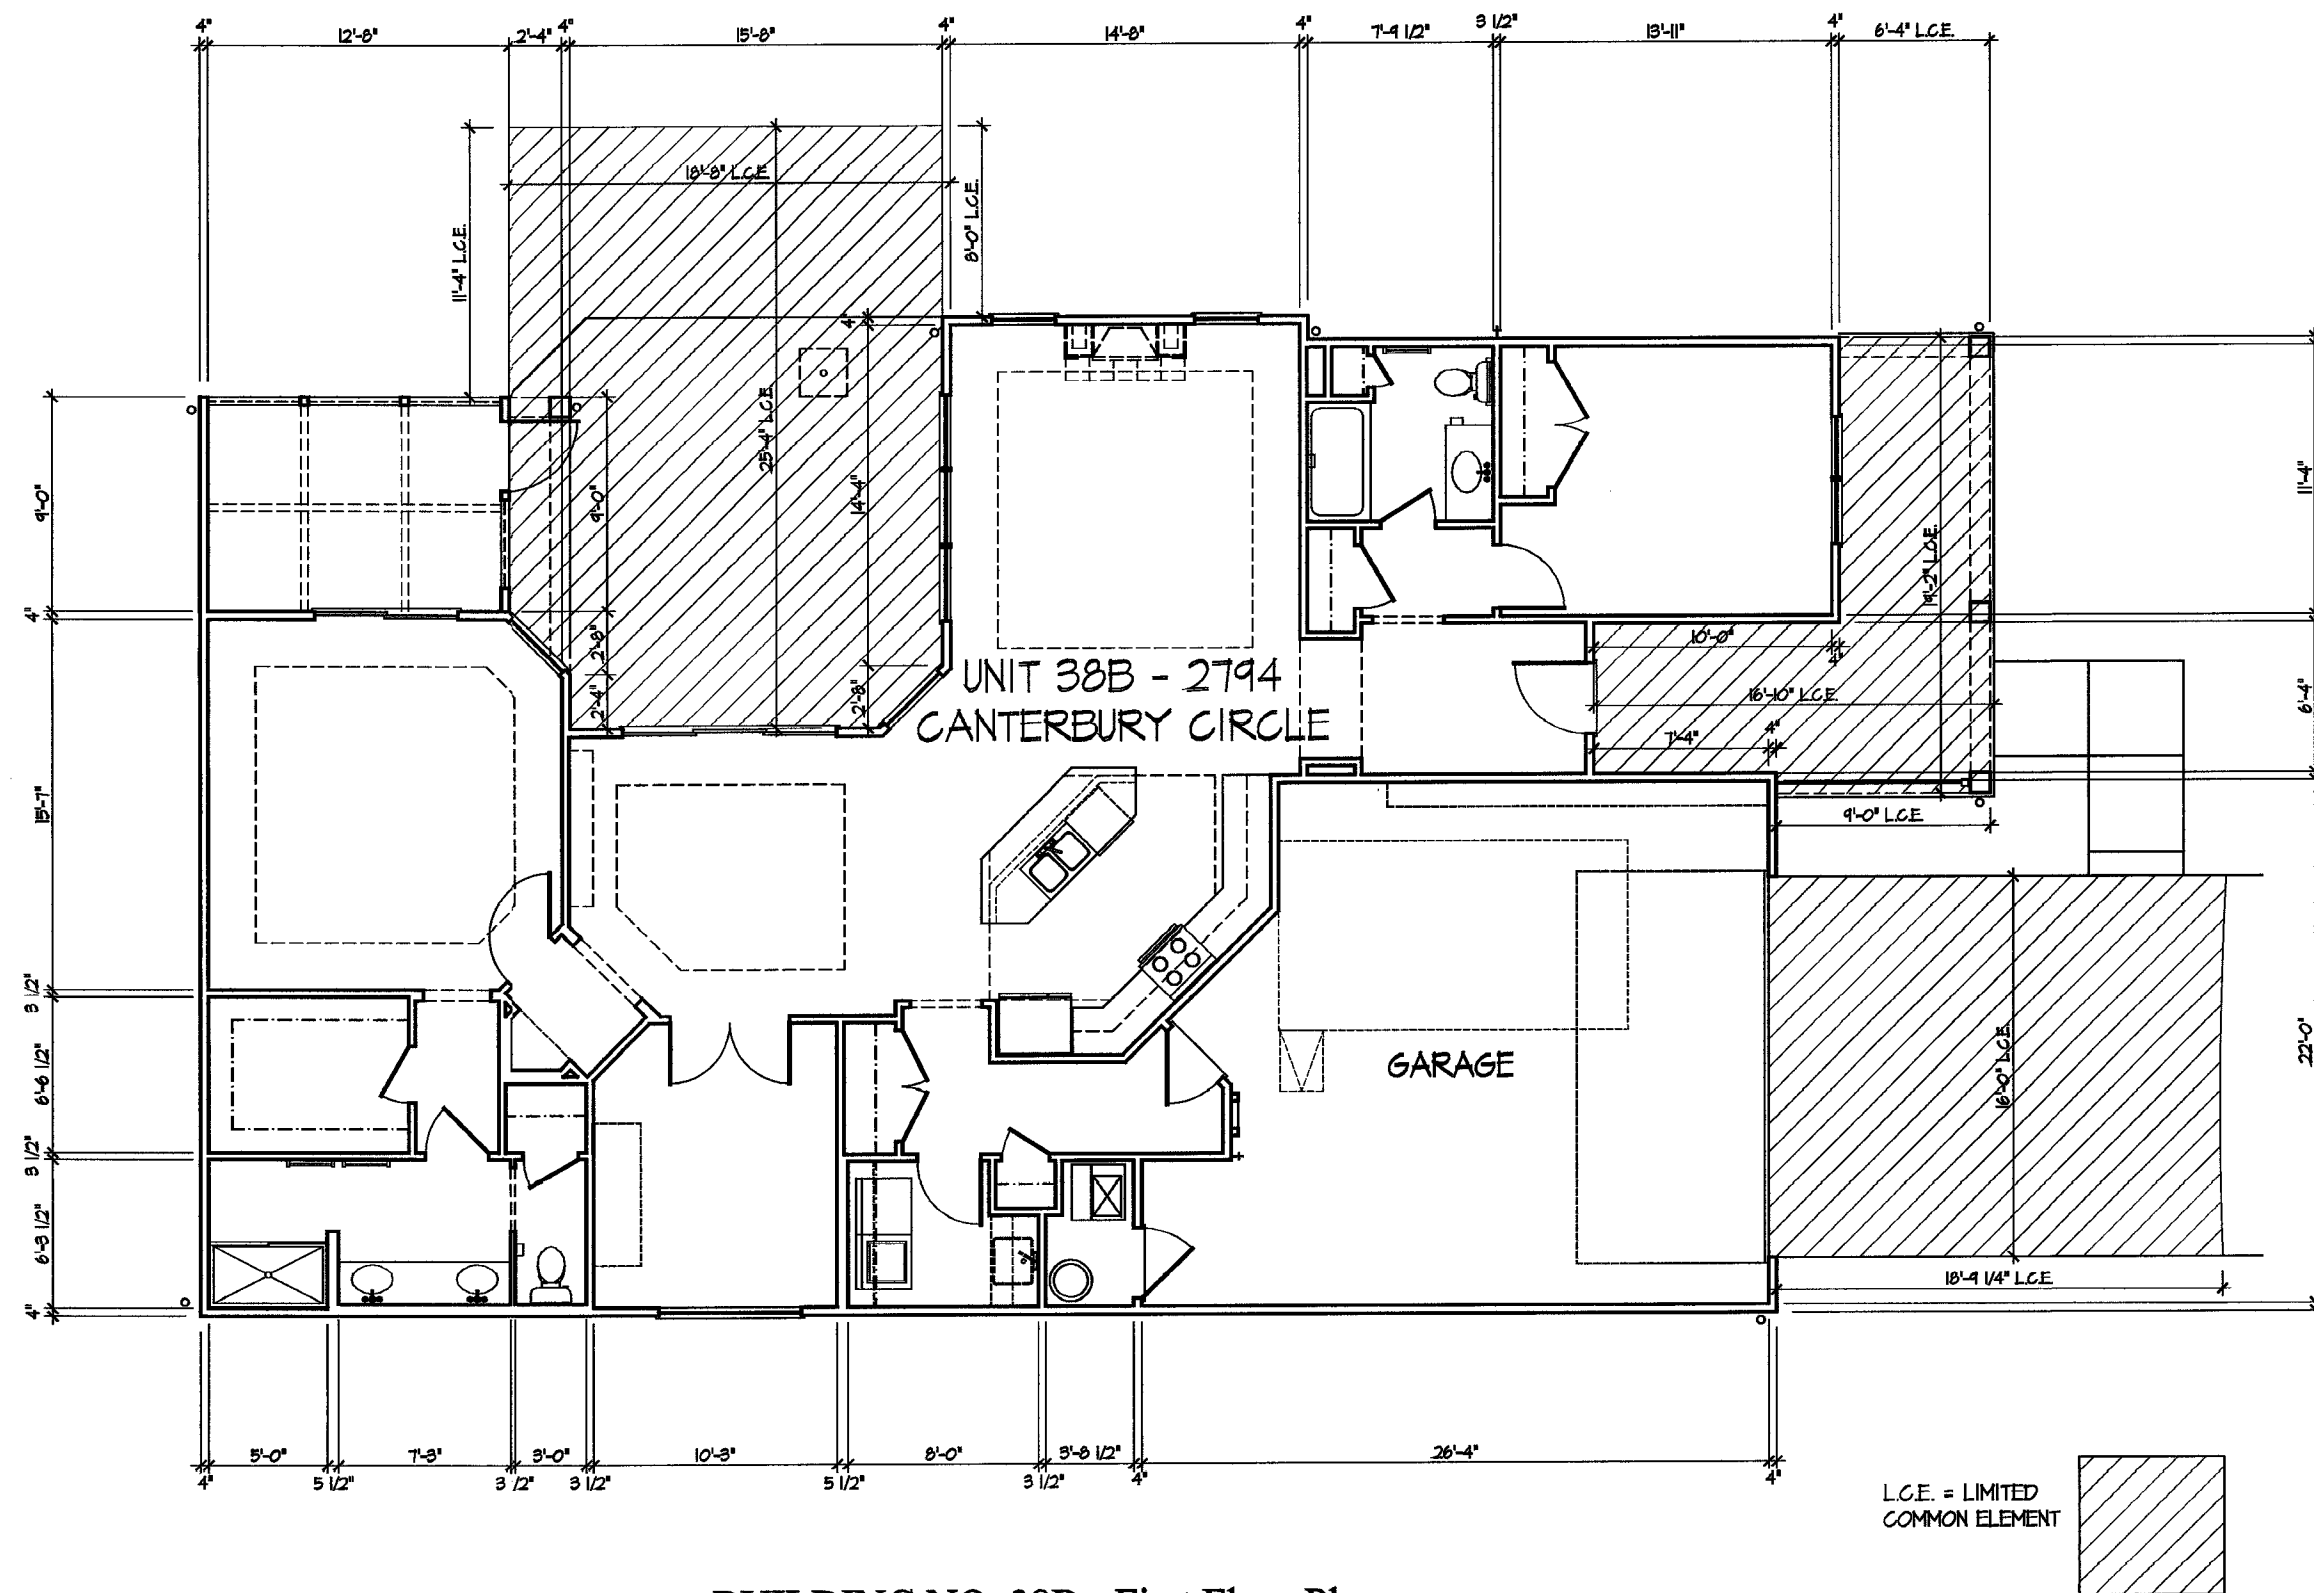 4" 12'-8" 2'-4" 4" 15'-8" 4" 14'-8" 4" 7'-9 1/2" 3 1/2" 13'-11" 4" 6'-4" L.C.E.
18'-8" L.C.E.
11'-4" L.C.E.
8'-0" L.C.E.
25'-4" L.C.E.
4"
14'-4"
2'-8"
9'-0"
2'-8"
2'-4"
9'-0"
4"
15'-7"
3 1/2"
6'-6 1/2"
3 1/2"
6'-3 1/2"
4"
UNIT 38B - 2794
CANTERBURY CIRCLE
19'-2" L.C.E.
10'-0"
4"
16'-10" L.C.E.
7'-4"
4"
9'-0" L.C.E.
11'-4"
6'-4"
22'-0"
GARAGE
16'-0" L.C.E.
18'-9 1/4" L.C.E.
5'-0" 7'-3" 3'-0" 10'-3" 8'-0" 3'-8 1/2" 26'-4"
4" 5 1/2" 3 1/2" 3 1/2" 5 1/2" 3 1/2" 4" 4"
L.C.E. = LIMITED
COMMON ELEMENT